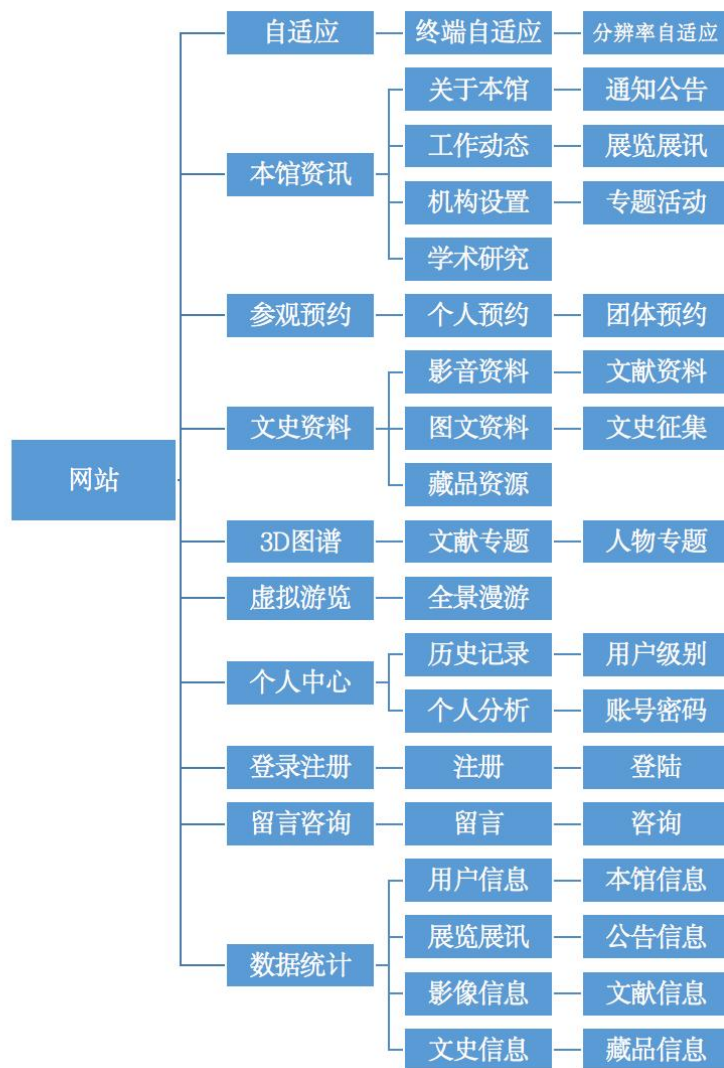 自适应 终端自适应 分辨率自适应
关于本馆 通知公告
工作动态 展览展讯
本馆资讯
机构设置 专题活动
学术研究
参观预约 个人预约 团体预约
影音资料 文献资料
文史资料 图文资料 文史征集
藏品资源
网站
3D图谱 文献专题 人物专题
虚拟游览 全景漫游
历史记录 用户级别
个人中心
个人分析 账号密码
登录注册 注册 登陆
留言咨询 留言 咨询
用户信息 本馆信息
展览展讯 公告信息
数据统计
影像信息 文献信息
文史信息 藏品信息